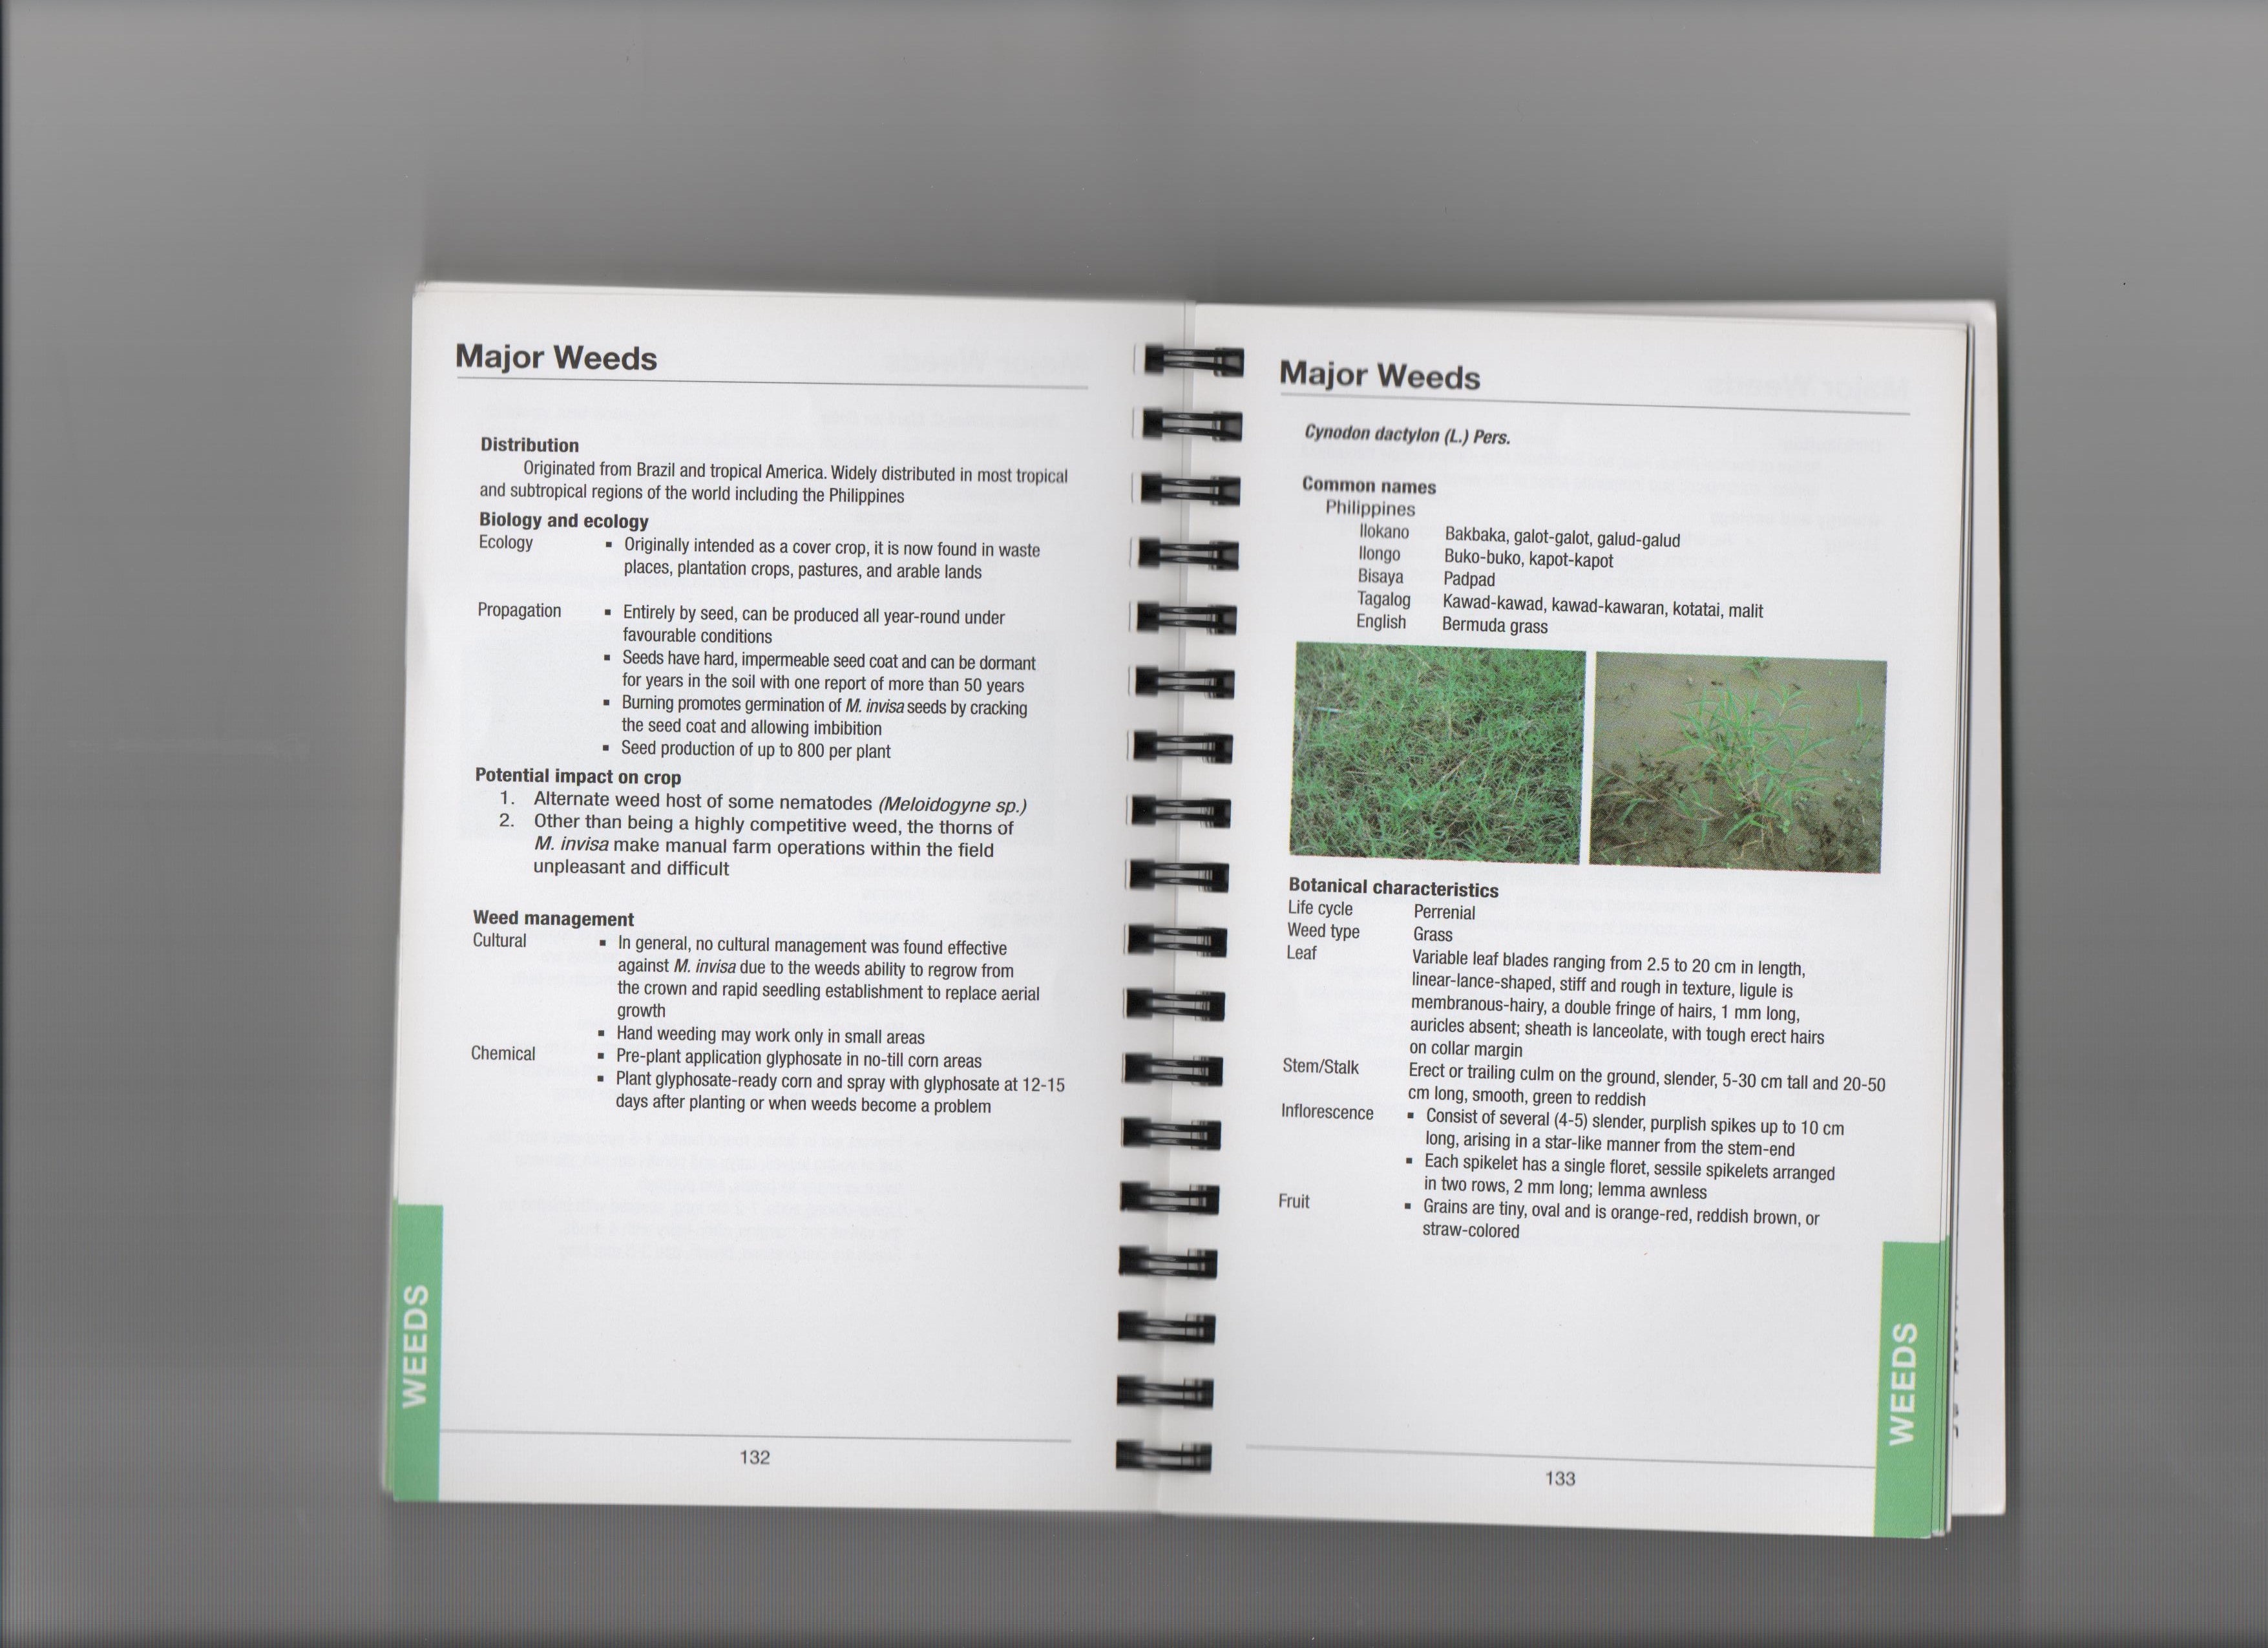 Major Weeds
Distribution
Originated from Brazil and tropical America. Widely distributed in most tropical
and subtropical regions of the world including the Philippines
Biology and ecology
Ecology ▪ Originally intended as a cover crop, it is now found in waste
places, plantation crops, pastures, and arable lands
Propagation ▪ Entirely by seed, can be produced all year-round under
favourable conditions
▪ Seeds have hard, impermeable seed coat and can be dormant
for years in the soil with one report of more than 50 years
▪ Burning promotes germination of M. invisa seeds by cracking
the seed coat and allowing imbibition
▪ Seed production of up to 800 per plant
Potential impact on crop
1. Alternate weed host of some nematodes (Meloidogyne sp.)
2. Other than being a highly competitive weed, the thorns of
M. invisa make manual farm operations within the field
unpleasant and difficult
Weed management
Cultural ▪ In general, no cultural management was found effective
against M. invisa due to the weeds ability to regrow from
the crown and rapid seedling establishment to replace aerial
growth
▪ Hand weeding may work only in small areas
Chemical ▪ Pre-plant application glyphosate in no-till corn areas
▪ Plant glyphosate-ready corn and spray with glyphosate at 12-15
days after planting or when weeds become a problem
WEEDS
132
Major Weeds
Cynodon dactylon (L.) Pers.
Common names
Philippines
Ilokano Bakbaka, galot-galot, galud-galud
Ilongo Buko-buko, kapot-kapot
Bisaya Padpad
Tagalog Kawad-kawad, kawad-kawaran, kotatai, malit
English Bermuda grass
Botanical characteristics
Life cycle Perrenial
Weed type Grass
Leaf Variable leaf blades ranging from 2.5 to 20 cm in length,
linear-lance-shaped, stiff and rough in texture, ligule is
membranous-hairy, a double fringe of hairs, 1 mm long,
auricles absent; sheath is lanceolate, with tough erect hairs
on collar margin
Stem/Stalk Erect or trailing culm on the ground, slender, 5-30 cm tall and 20-50
cm long, smooth, green to reddish
Inflorescence ▪ Consist of several (4-5) slender, purplish spikes up to 10 cm
long, arising in a star-like manner from the stem-end
▪ Each spikelet has a single floret, sessile spikelets arranged
in two rows, 2 mm long; lemma awnless
Fruit ▪ Grains are tiny, oval and is orange-red, reddish brown, or
straw-colored
WEEDS
133